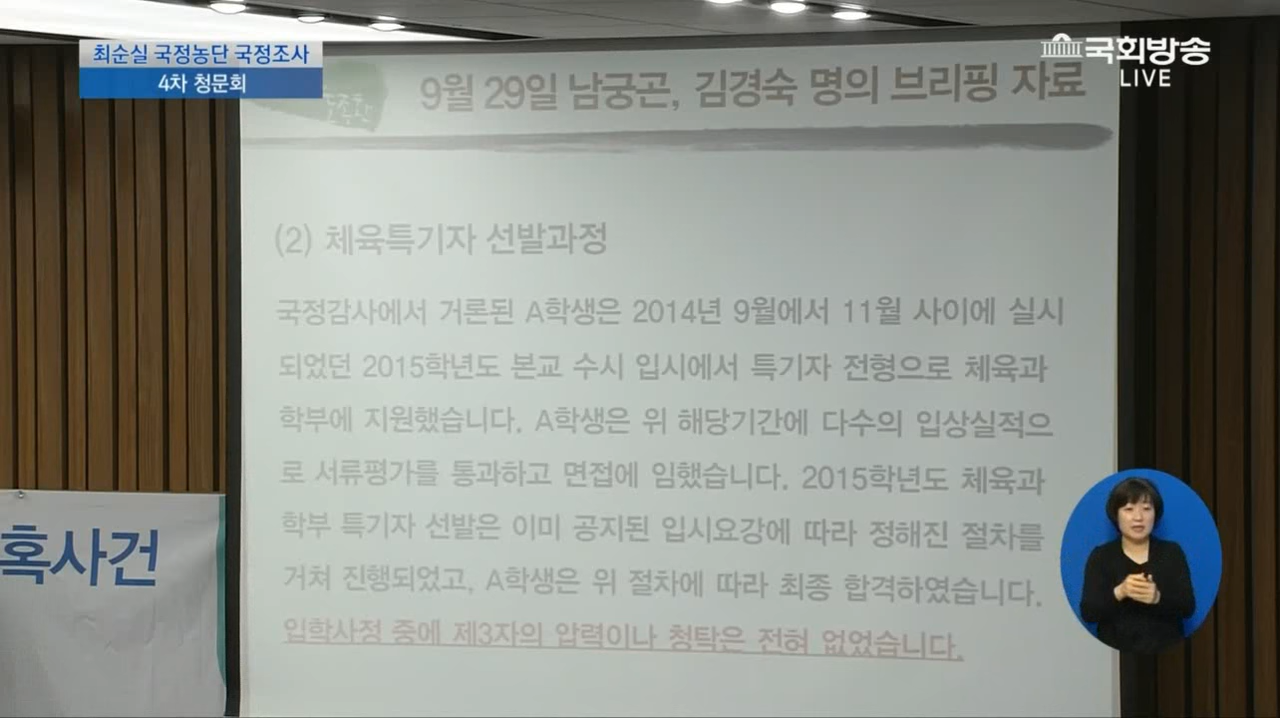 최순실 국정농단 국정조사
4차 청문회
국회방송
LIVE
9월 29일 남궁곤, 김경숙 명의 브리핑 자료
(2) 체육특기자 선발과정
국정감사에서 거론된 A학생은 2014년 9월에서 11월 사이에 실시
되었던 2015학년도 본교 수시 입시에서 특기자 전형으로 체육과
학부에 지원했습니다. A학생은 위 해당기간에 다수의 입상실적으
로 서류평가를 통과하고 면접에 임했습니다. 2015학년도 체육과
학부 특기자 선발은 이미 공지된 입시요강에 따라 정해진 절차를
거쳐 진행되었고, A학생은 위 절차에 따라 최종 합격하였습니다.
입학사정 중에 제3자의 압력이나 청탁은 전혀 없었습니다.
혹사건